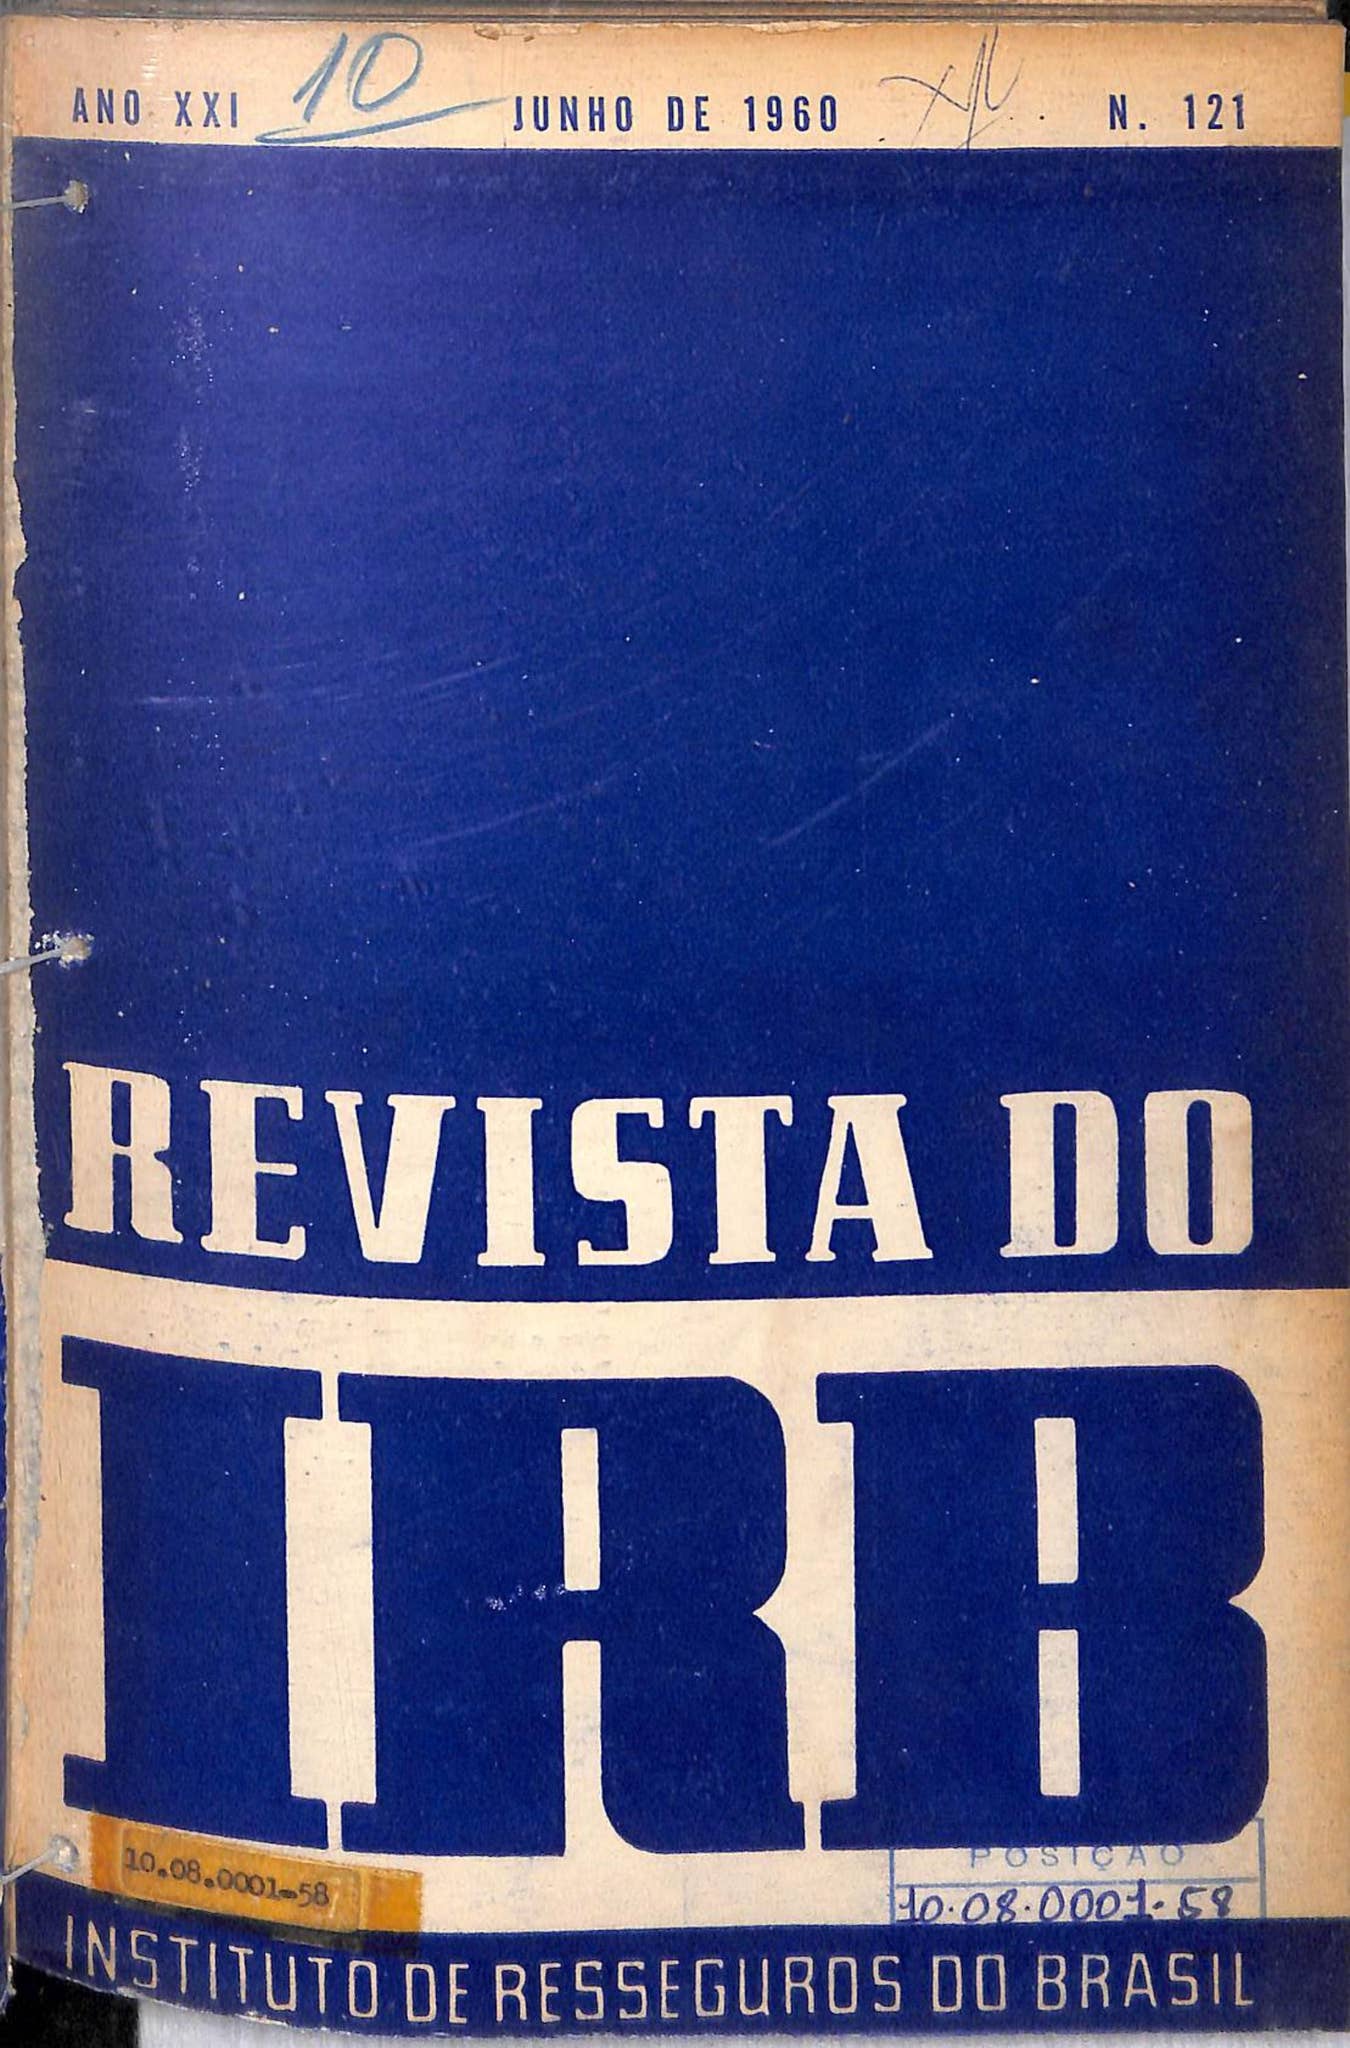 ANO XXI 10 JUNHO DE 1960 N. 121
REVISTA DO
IRB
10.08.0001-58
POSIÇÃO
10.08.0001-58
INSTITUTO DE RESSEGUROS DO BRASIL